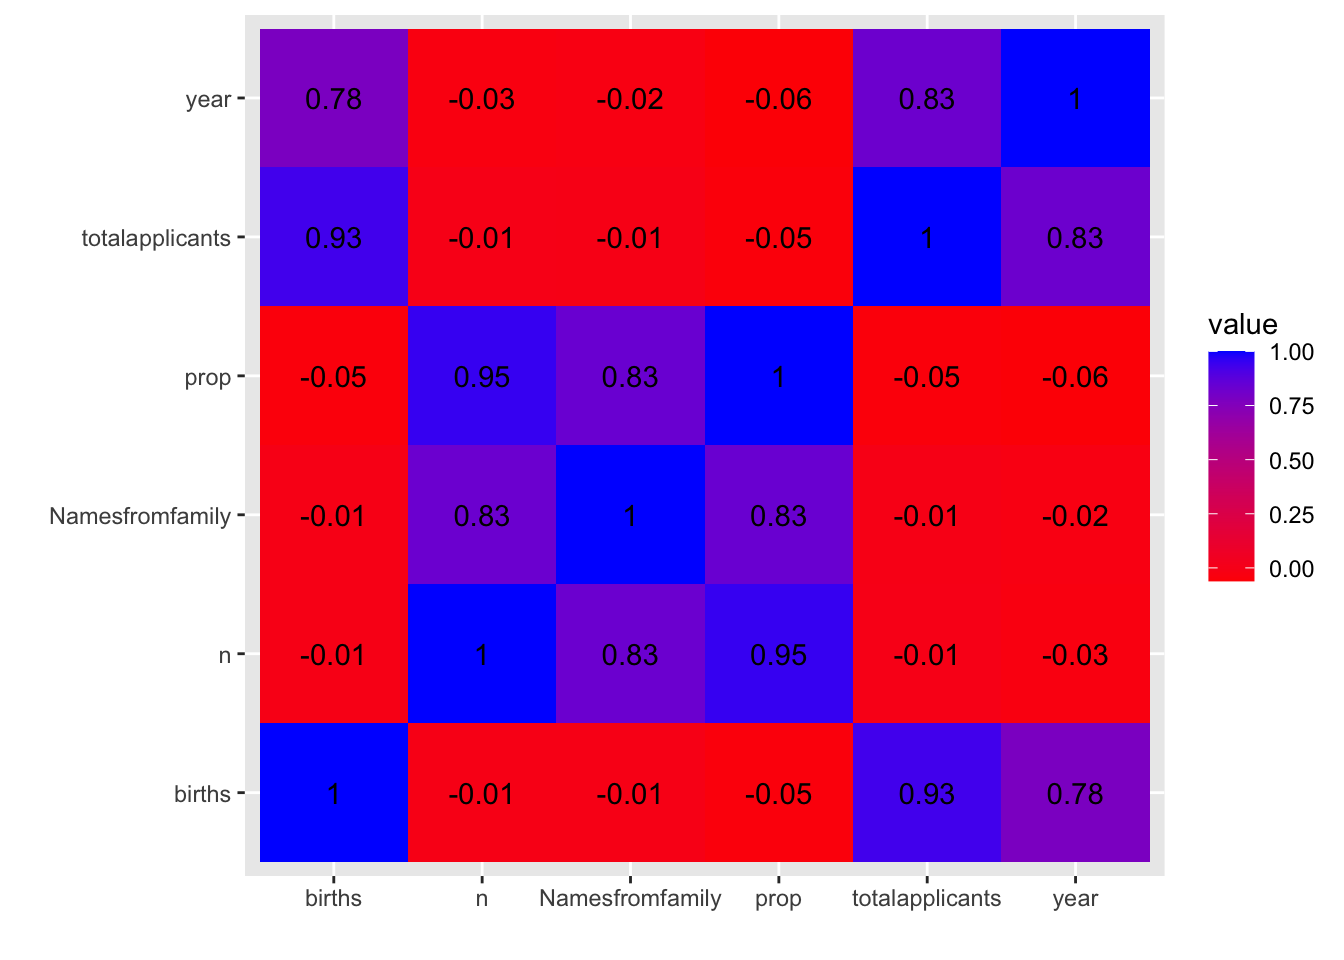 year 0.78 -0.03 -0.02 -0.06 0.83 1
totalapplicants 0.93 -0.01 -0.01 -0.05 1 0.83
prop -0.05 0.95 0.83 1 -0.05 -0.06
Namesfromfamily -0.01 0.83 1 0.83 -0.01 -0.02
n -0.01 1 0.83 0.95 -0.01 -0.03
births 1 -0.01 -0.01 -0.05 0.93 0.78
births n Namesfromfamily prop totalapplicants year
value
1.00
0.75
0.50
0.25
0.00